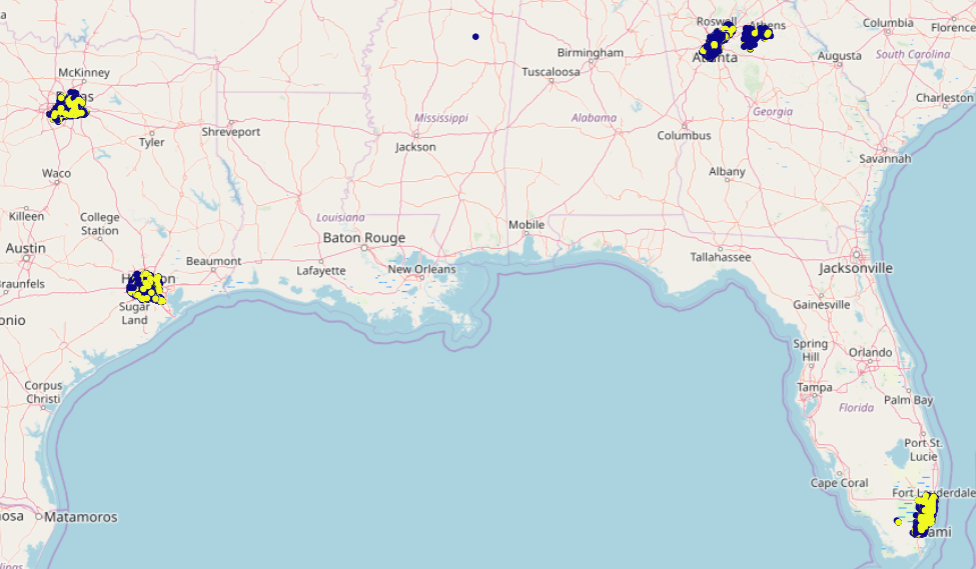 Roswell
Athens
Columbia
Florence
Birmingham
McKinney
Atlanta
Augusta
South Carolina
Tuscaloosa
Charleston
Mississippi
Alabama
Georgia
Shreveport
Columbus
Tyler
Jackson
Savannah
Waco
Albany
Killeen
College
Station
Louisiana
Mobile
Baton Rouge
Austin
Tallahassee
Beaumont
Lafayette
New Orleans
Jacksonville
raunfels
Gainesville
Sugar
Land
onio
Spring
Hill
Orlando
Corpus
Christi
Tampa
Palm Bay
Florida
Port St.
Lucie
Cape Coral
Fort Lauderdale
Matamoros
osa
ami